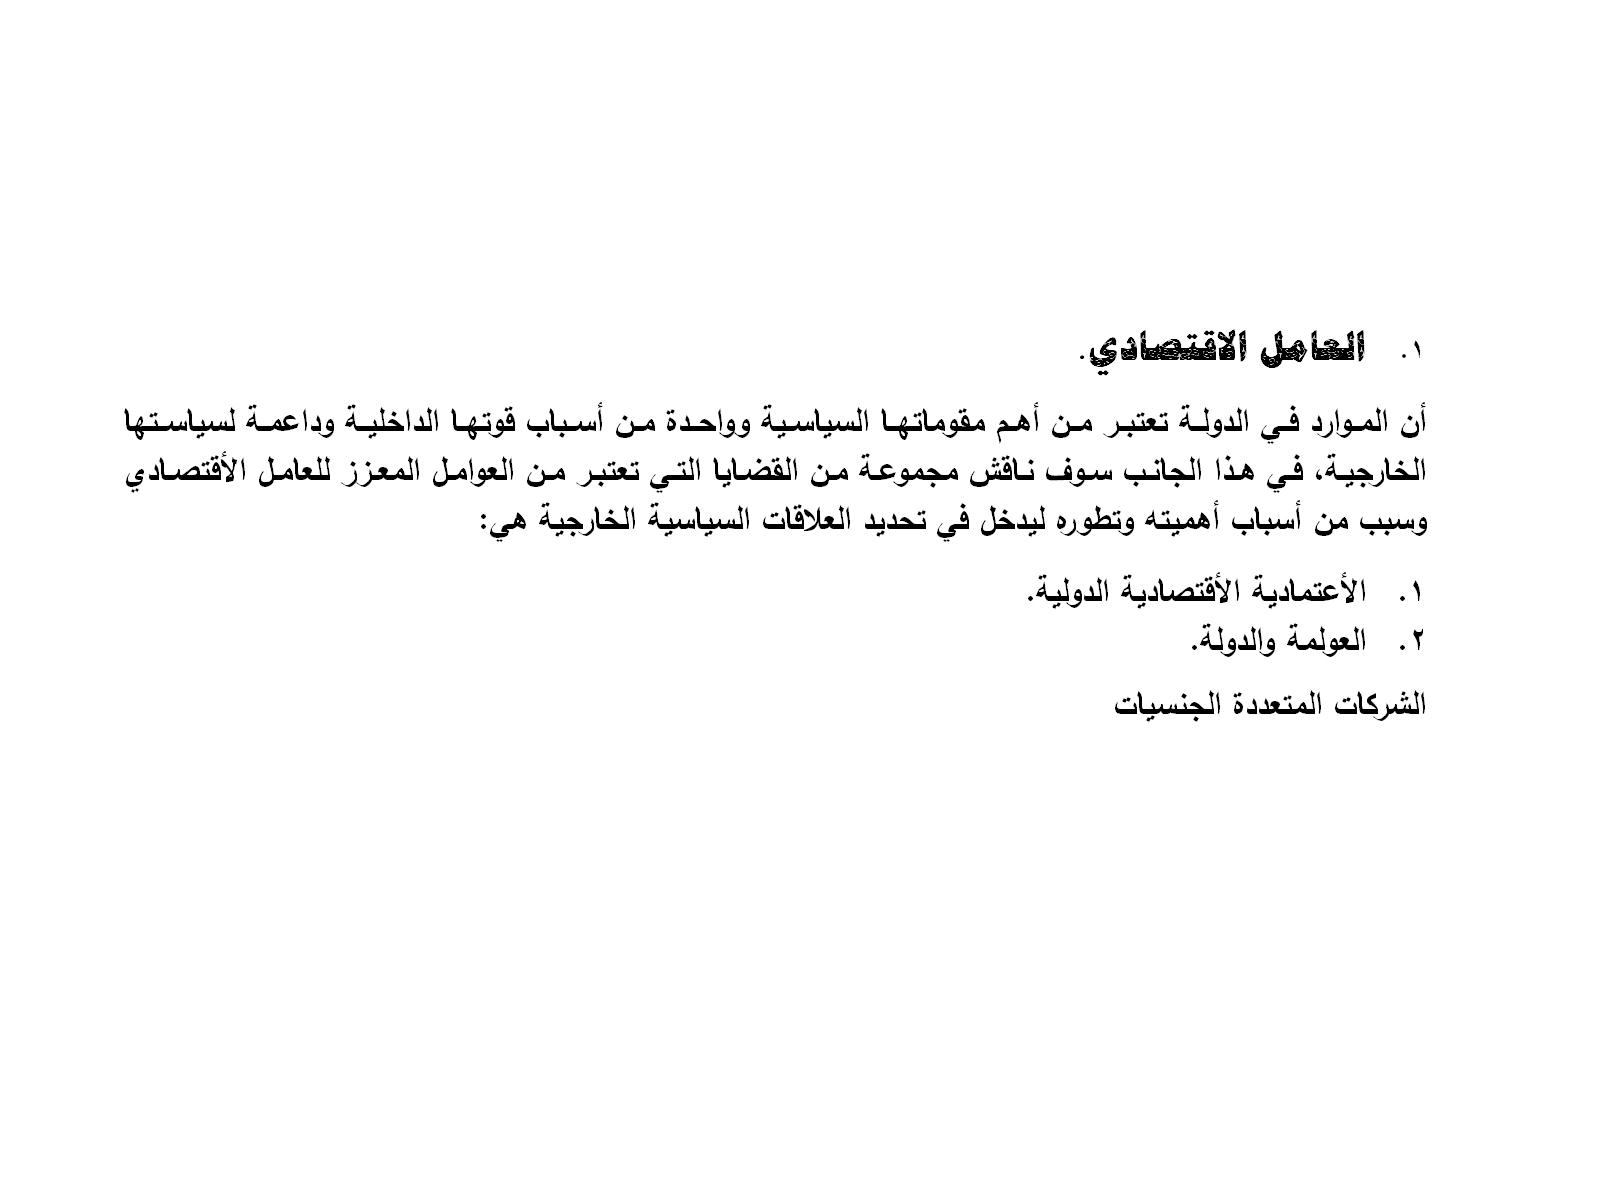 ١. العامل الاقتصادي.
أن الموارد في الدولة تعتبر من أهم مقوماتها السياسية وواحدة من أسباب قوتها الداخلية وداعمة لسياستها
الخارجية، في هذا الجانب سوف ناقش مجموعة من القضايا التي تعتبر من العوامل المعزز للعامل الأقتصادي
وسبب من أسباب أهميته وتطوره ليدخل في تحديد العلاقات السياسية الخارجية هي:
١. الأعتمادية الأقتصادية الدولية.
٢. العولمة والدولة.
الشركات المتعددة الجنسيات